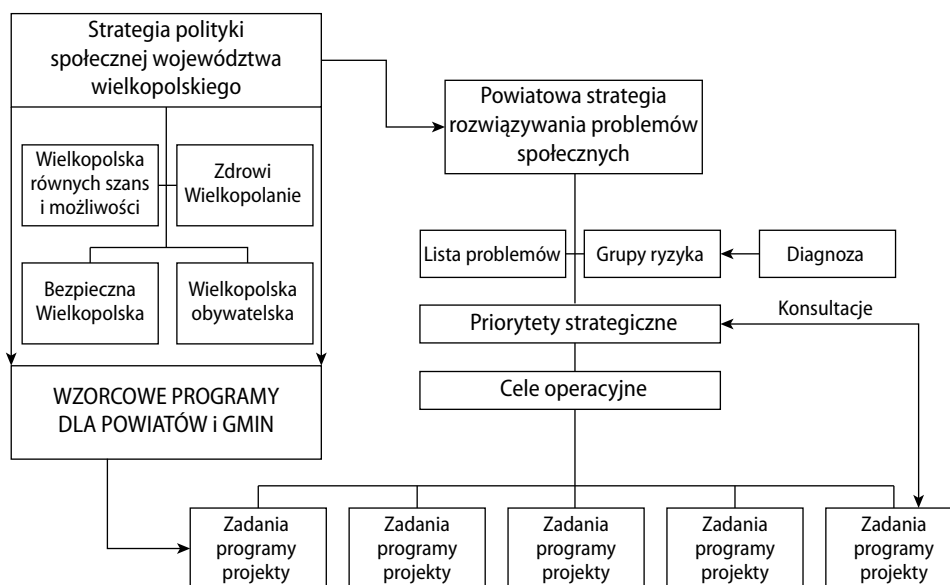 Strategia polityki
społecznej województwa
wielkopolskiego
Wielkopolska
równych szans
i możliwości
Zdrowi
Wielkopolanie
Bezpieczna
Wielkopolska
Wielkopolska
obywatelska
WZORCOWE PROGRAMY
DLA POWIATÓW i GMIN
Powiatowa strategia
rozwiązywania problemów
społecznych
Lista problemów
Grupy ryzyka
Diagnoza
Priorytety strategiczne
Konsultacje
Cele operacyjne
Zadania
programy
projekty
Zadania
programy
projekty
Zadania
programy
projekty
Zadania
programy
projekty
Zadania
programy
projekty